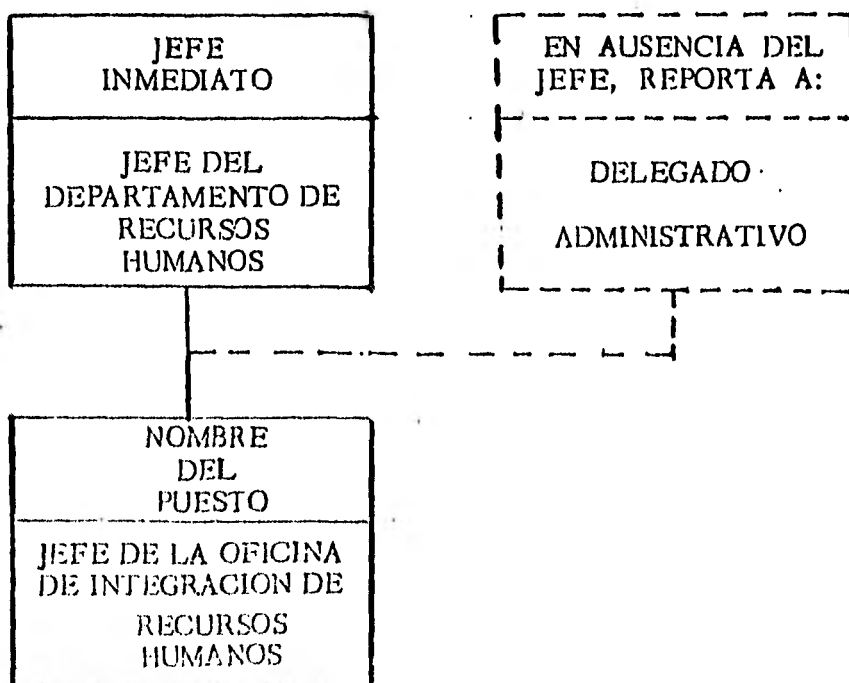 JEFE
INMEDIATO
JEFE DEL
DEPARTAMENTO DE
RECURSOS
HUMANOS
EN AUSENCIA DEL
JEFE, REPORTA A:
DELEGADO
ADMINISTRATIVO
NOMBRE
DEL
PUESTO
JEFE DE LA OFICINA
DE INTEGRACION DE
RECURSOS
HUMANOS